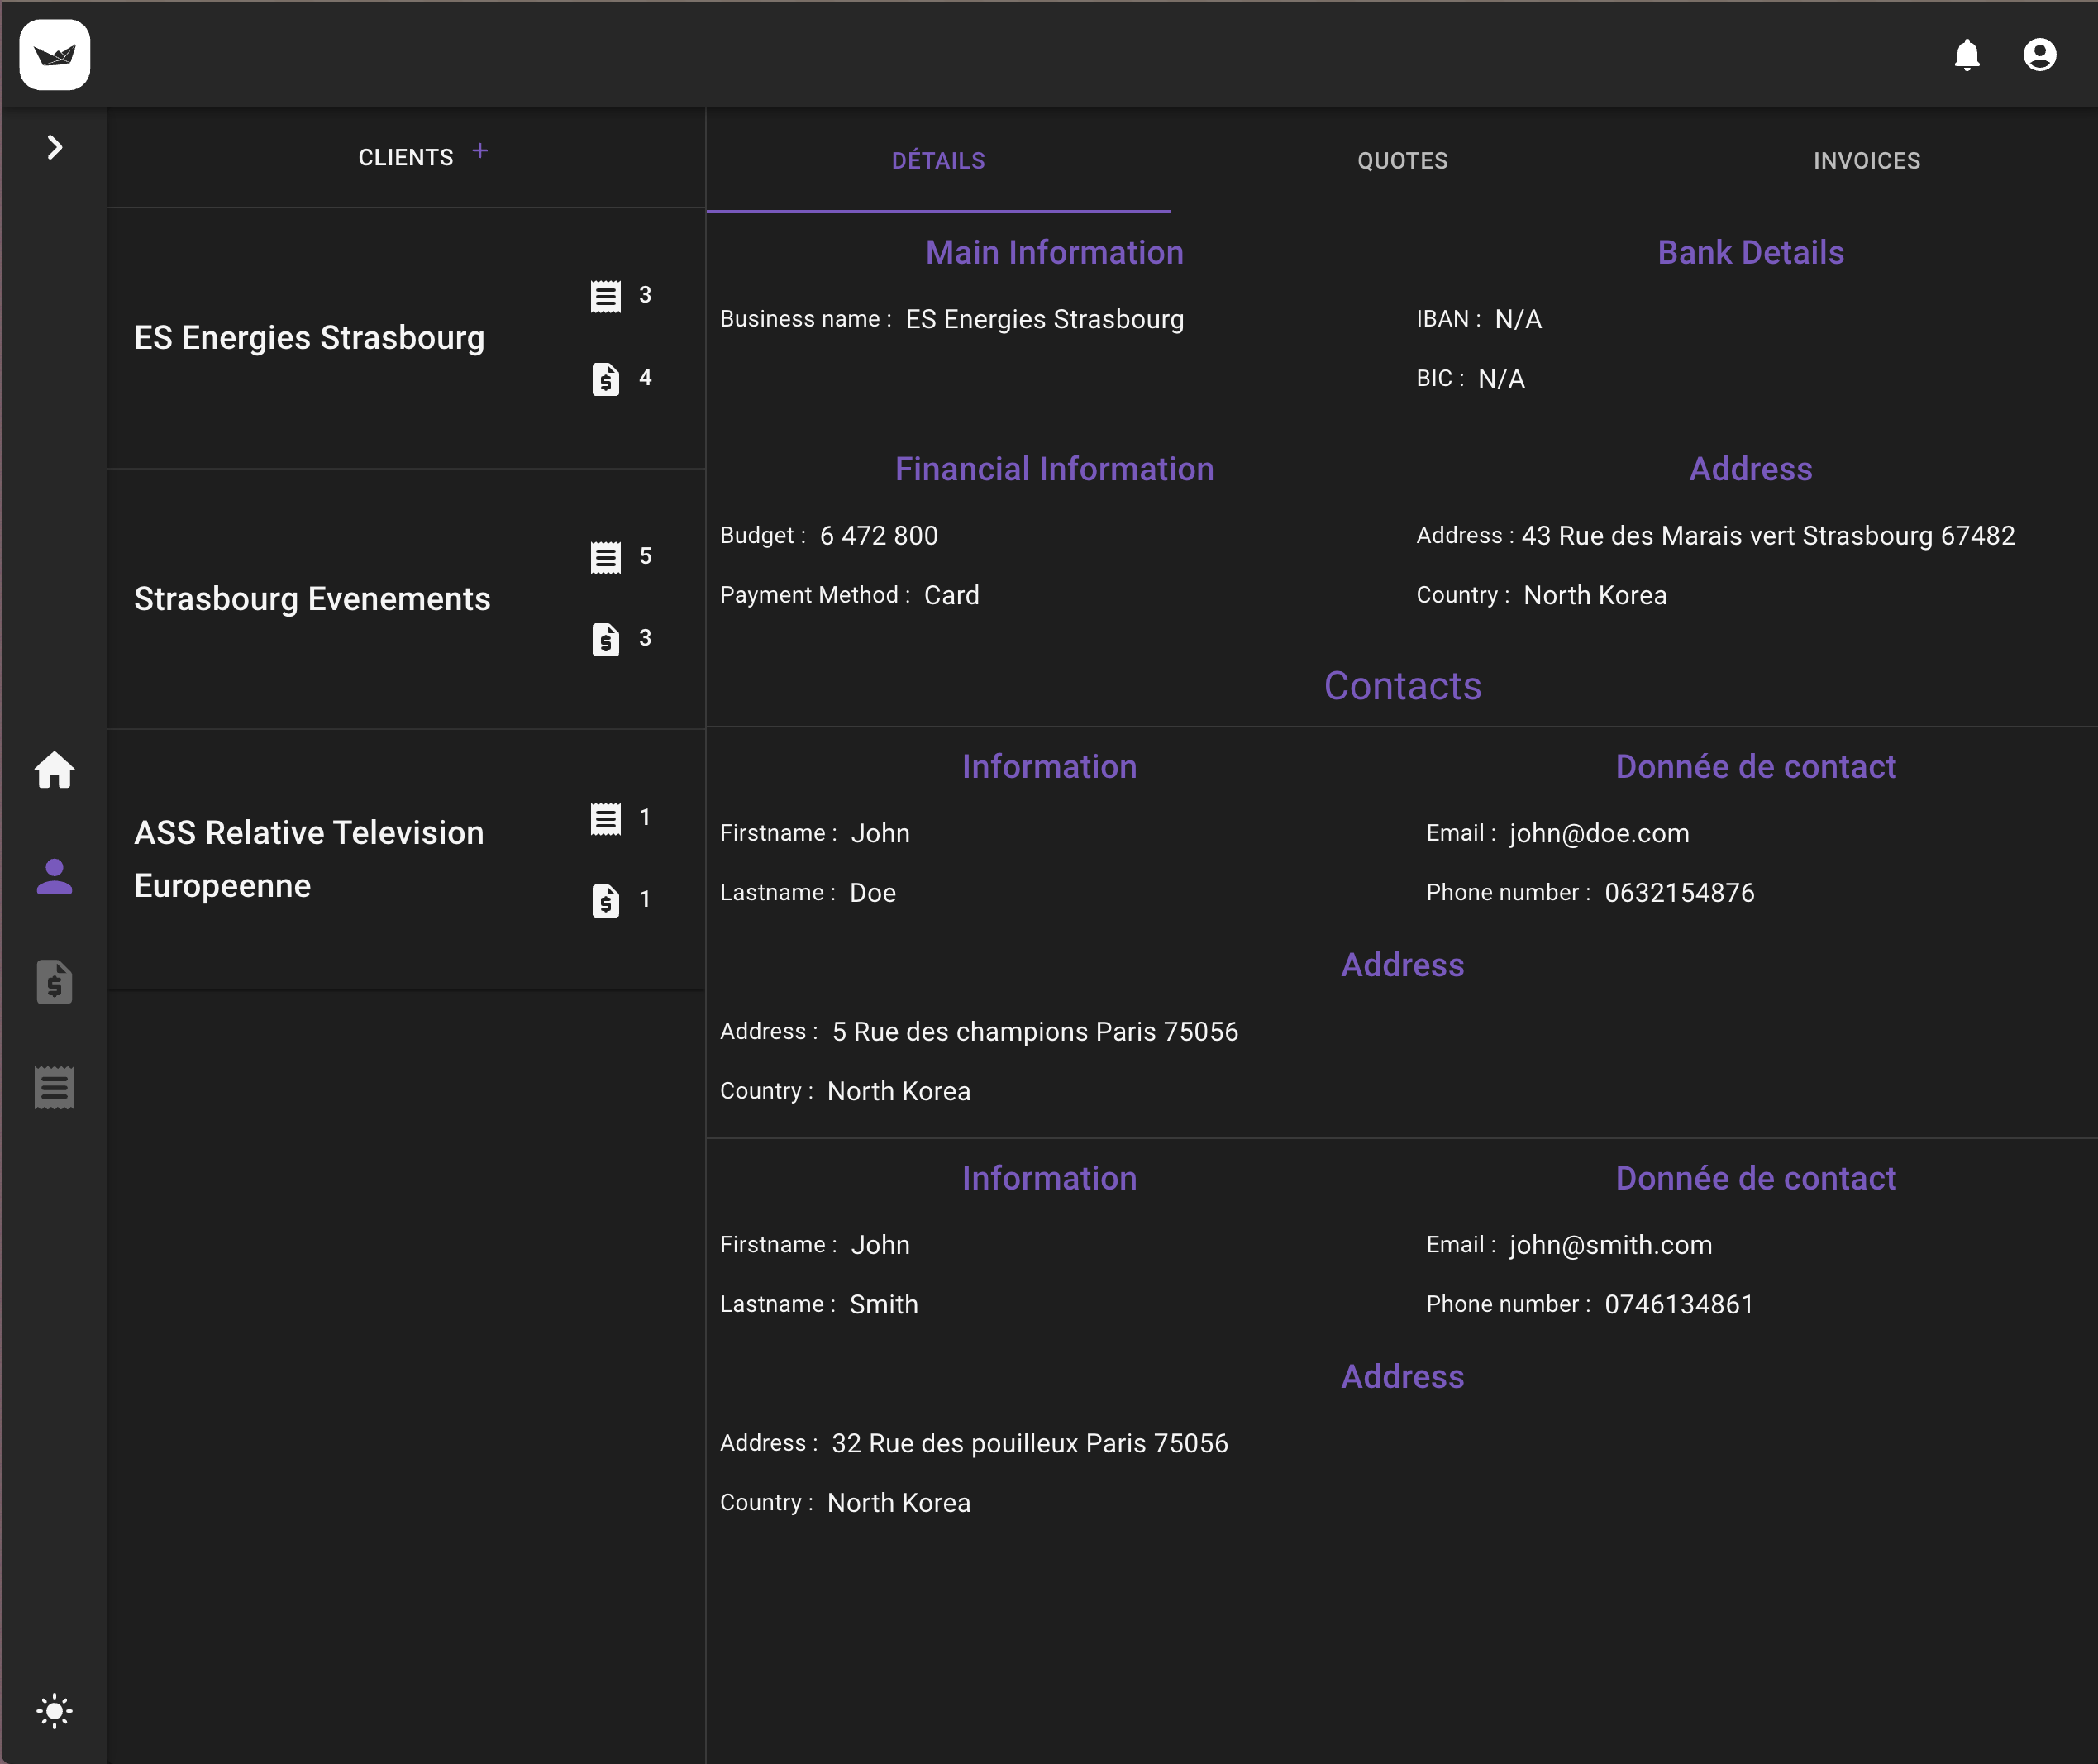 CLIENTS +
ES Energies Strasbourg
3
4
Strasbourg Evenements
5
3
ASS Relative Television
Europeenne
1
1
DÉTAILS
QUOTES
INVOICES
Main Information
Business name : ES Energies Strasbourg
Bank Details
IBAN : N/A
BIC : N/A
Financial Information
Budget : 6 472 800
Payment Method : Card
Address
Address : 43 Rue des Marais vert Strasbourg 67482
Country : North Korea
Contacts
Information
Firstname : John
Lastname : Doe
Donnée de contact
Email : john@doe.com
Phone number : 0632154876
Address
Address : 5 Rue des champions Paris 75056
Country : North Korea
Information
Firstname : John
Lastname : Smith
Donnée de contact
Email : john@smith.com
Phone number : 0746134861
Address
Address : 32 Rue des pouilleux Paris 75056
Country : North Korea